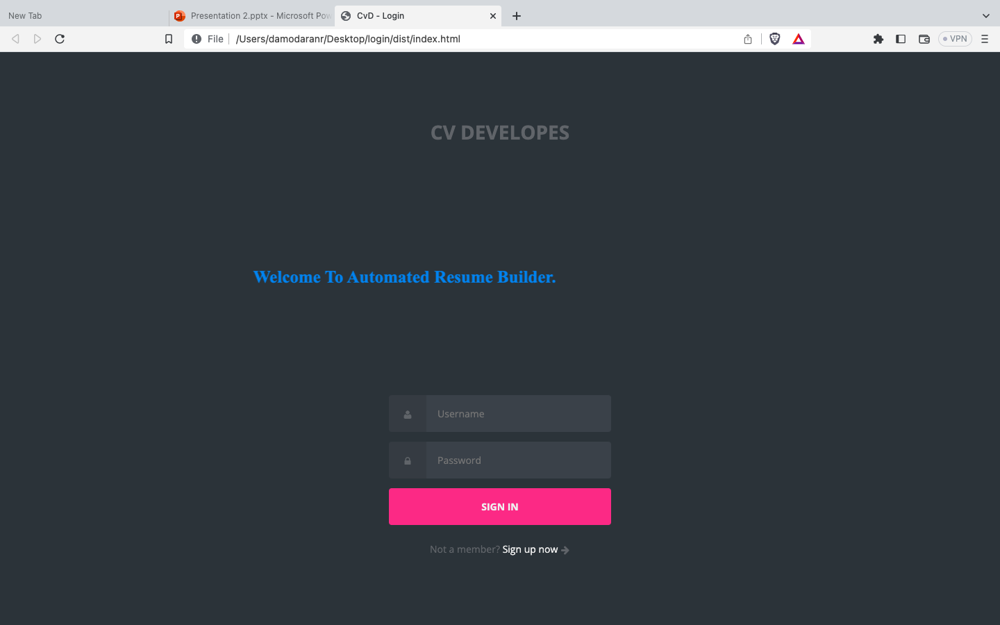 New Tab
Presentation 2.pptx - Microsoft Pow
CvD - Login
File
/Users/damodaranr/Desktop/login/dist/index.html
VPN
CV DEVELOPES
Welcome To Automated Resume Builder.
Username
Password
SIGN IN
Not a member? Sign up now